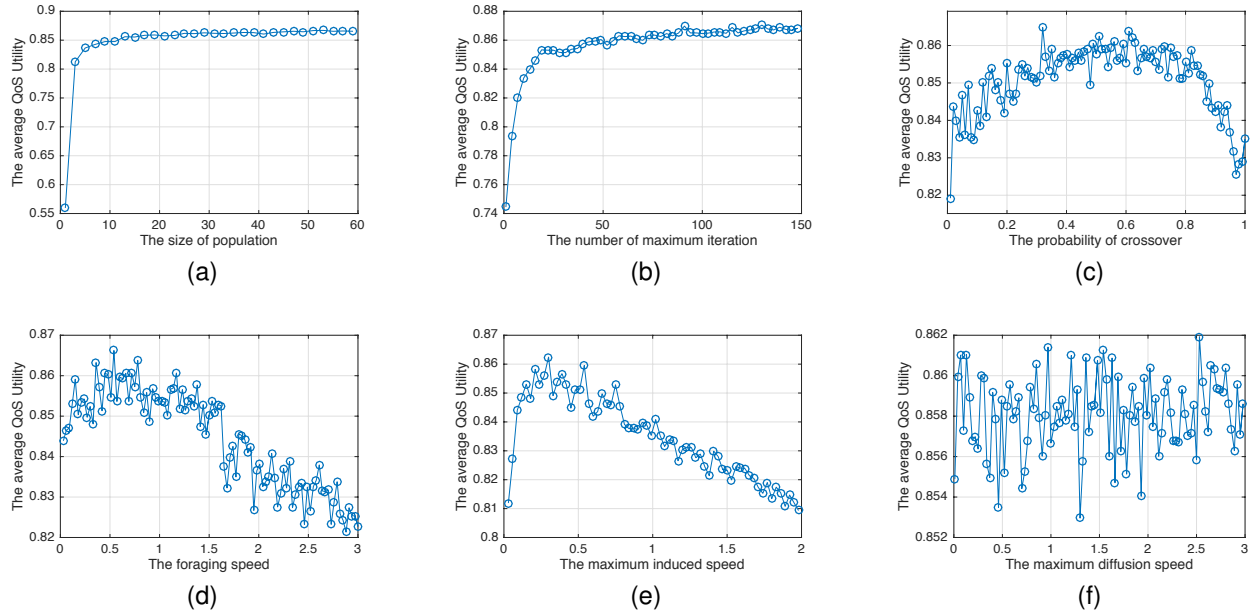 0.9
0.85
0.8
0.75
0.7
0.65
0.6
0.55
0 10 20 30 40 50 60
The average QoS Utility
The size of population
(a)
0.88
0.86
0.84
0.82
0.8
0.78
0.76
0.74
0 50 100 150
The average QoS Utility
The number of maximum iteration
(b)
0.86
0.85
0.84
0.83
0.82
0 0.2 0.4 0.6 0.8 1
The average QoS Utility
The probability of crossover
(c)
0.87
0.86
0.85
0.84
0.83
0.82
0 0.5 1 1.5 2 2.5 3
The average QoS Utility
The foraging speed
(d)
0.87
0.86
0.85
0.84
0.83
0.82
0.81
0.8
0 0.5 1 1.5 2
The average QoS Utility
The maximum induced speed
(e)
0.862
0.86
0.858
0.856
0.854
0.852
0 0.5 1 1.5 2 2.5 3
The average QoS Utility
The maximum diffusion speed
(f)